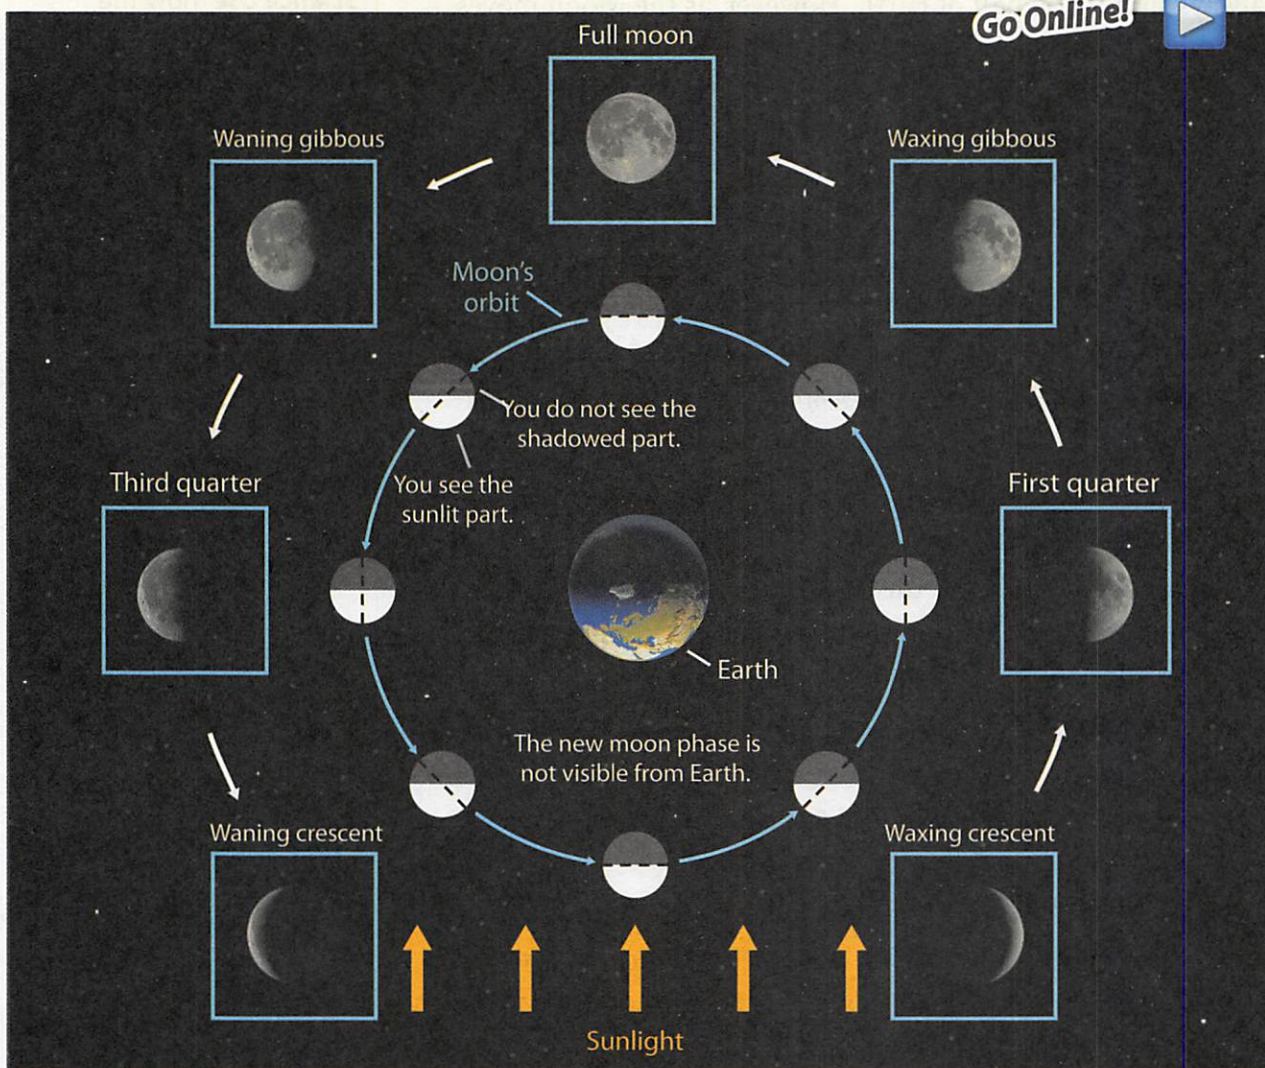 Go Online!
Full moon
Waning gibbous
Waxing gibbous
Moon's
orbit
You do not see the
shadowed part.
You see the
sunlit part.
Third quarter
First quarter
Earth
The new moon phase is
not visible from Earth.
Waning crescent
Waxing crescent
Sunlight